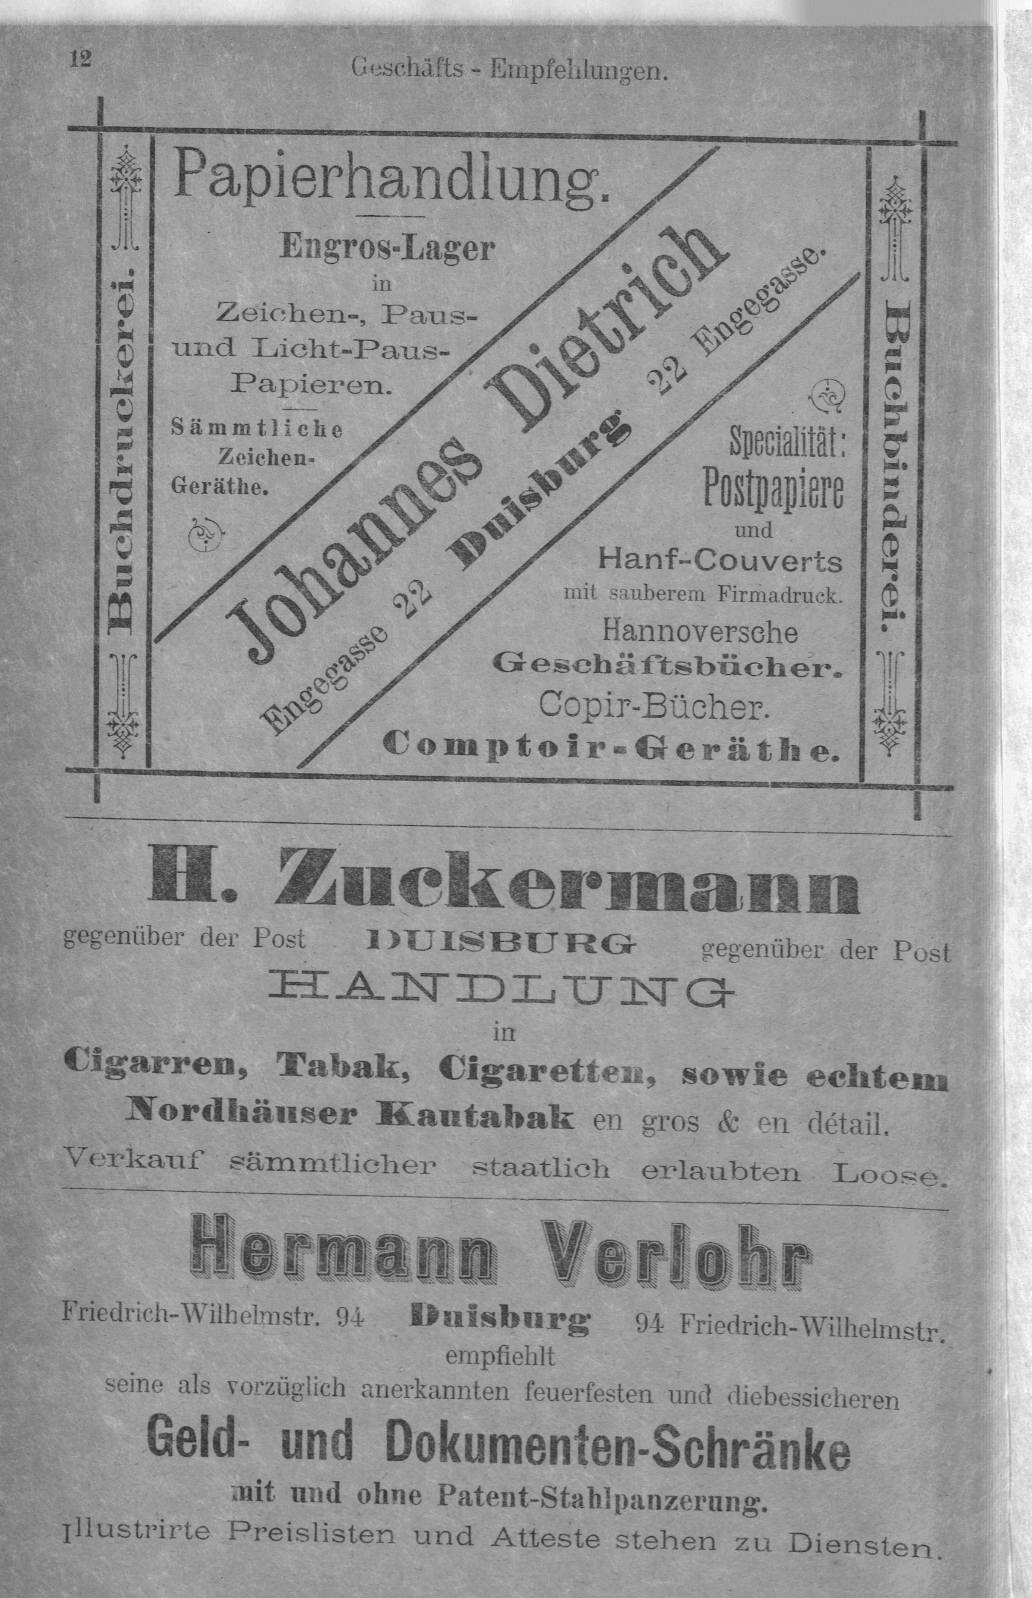 12
Geschäfts - Empfehlungen.
Buchdruckerei.
Papierhandlung.
Engros-Lager
in
Zeichen-, Paus-
und Licht-Paus-
Papieren.
Sämmtliche
Zeichen-
Geräthe.
Johannes Dietrich
Engegasse 22 Duisburg 22 Engegasse.
Specialität:
Postpapiere
und
Hanf-Couverts
mit sauberem Firmadruck.
Hannoversche
Geschäftsbücher.
Copir-Bücher.
Comptoir-Geräthe.
Buchbinderei.
H. Zuckermann
gegenüber der Post DUISBURG gegenüber der Post
HANDLUNG
in
Cigarren, Tabak, Cigaretten, sowie echtem
Nordhäuser Kautabak en gros & en détail.
Verkauf sämmtlicher staatlich erlaubten Loose.
Hermann Verlohr
Friedrich-Wilhelmstr. 94 Duisburg 94 Friedrich-Wilhelmstr.
empfiehlt
seine als vorzüglich anerkannten feuerfesten und diebessicheren
Geld- und Dokumenten-Schränke
mit und ohne Patent-Stahlpanzerung.
Illustrirte Preislisten und Atteste stehen zu Diensten.